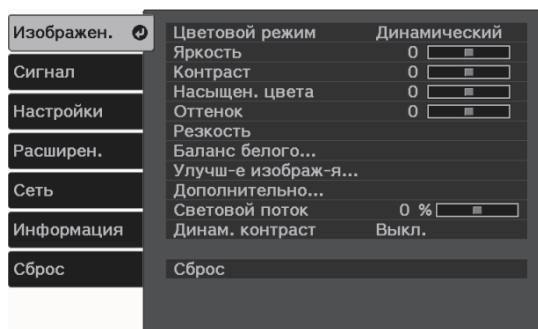 Изображен.
Сигнал
Настройки
Расширен.
Сеть
Информация
Сброс
Цветовой режим Динамический
Яркость 0
Контраст 0
Насыщен. цвета 0
Оттенок 0
Резкость
Баланс белого...
Улучш-е изображ-я...
Дополнительно...
Световой поток 0 %
Динам. контраст Выкл.
Сброс